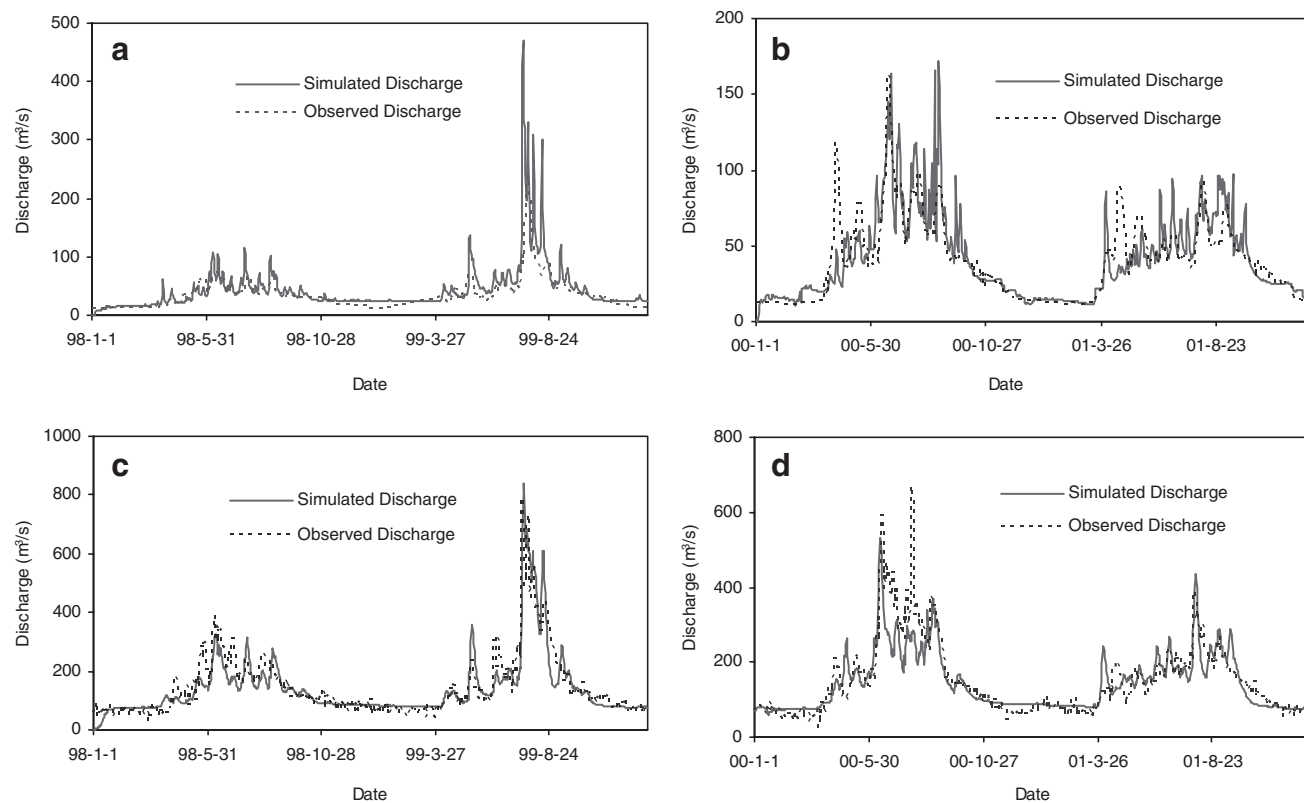 a
500
400
300
200
100
0
Discharge (m³/s)
Simulated Discharge
Observed Discharge
98-1-1
98-5-31
98-10-28
99-3-27
99-8-24
Date
b
200
150
100
50
0
Discharge (m³/s)
Simulated Discharge
Observed Discharge
00-1-1
00-5-30
00-10-27
01-3-26
01-8-23
Date
c
1000
800
600
400
200
0
Discharge (m³/s)
Simulated Discharge
Observed Discharge
98-1-1
98-5-31
98-10-28
99-3-27
99-8-24
Date
d
800
600
400
200
0
Discharge (m³/s)
Simulated Discharge
Observed Discharge
00-1-1
00-5-30
00-10-27
01-3-26
01-8-23
Date